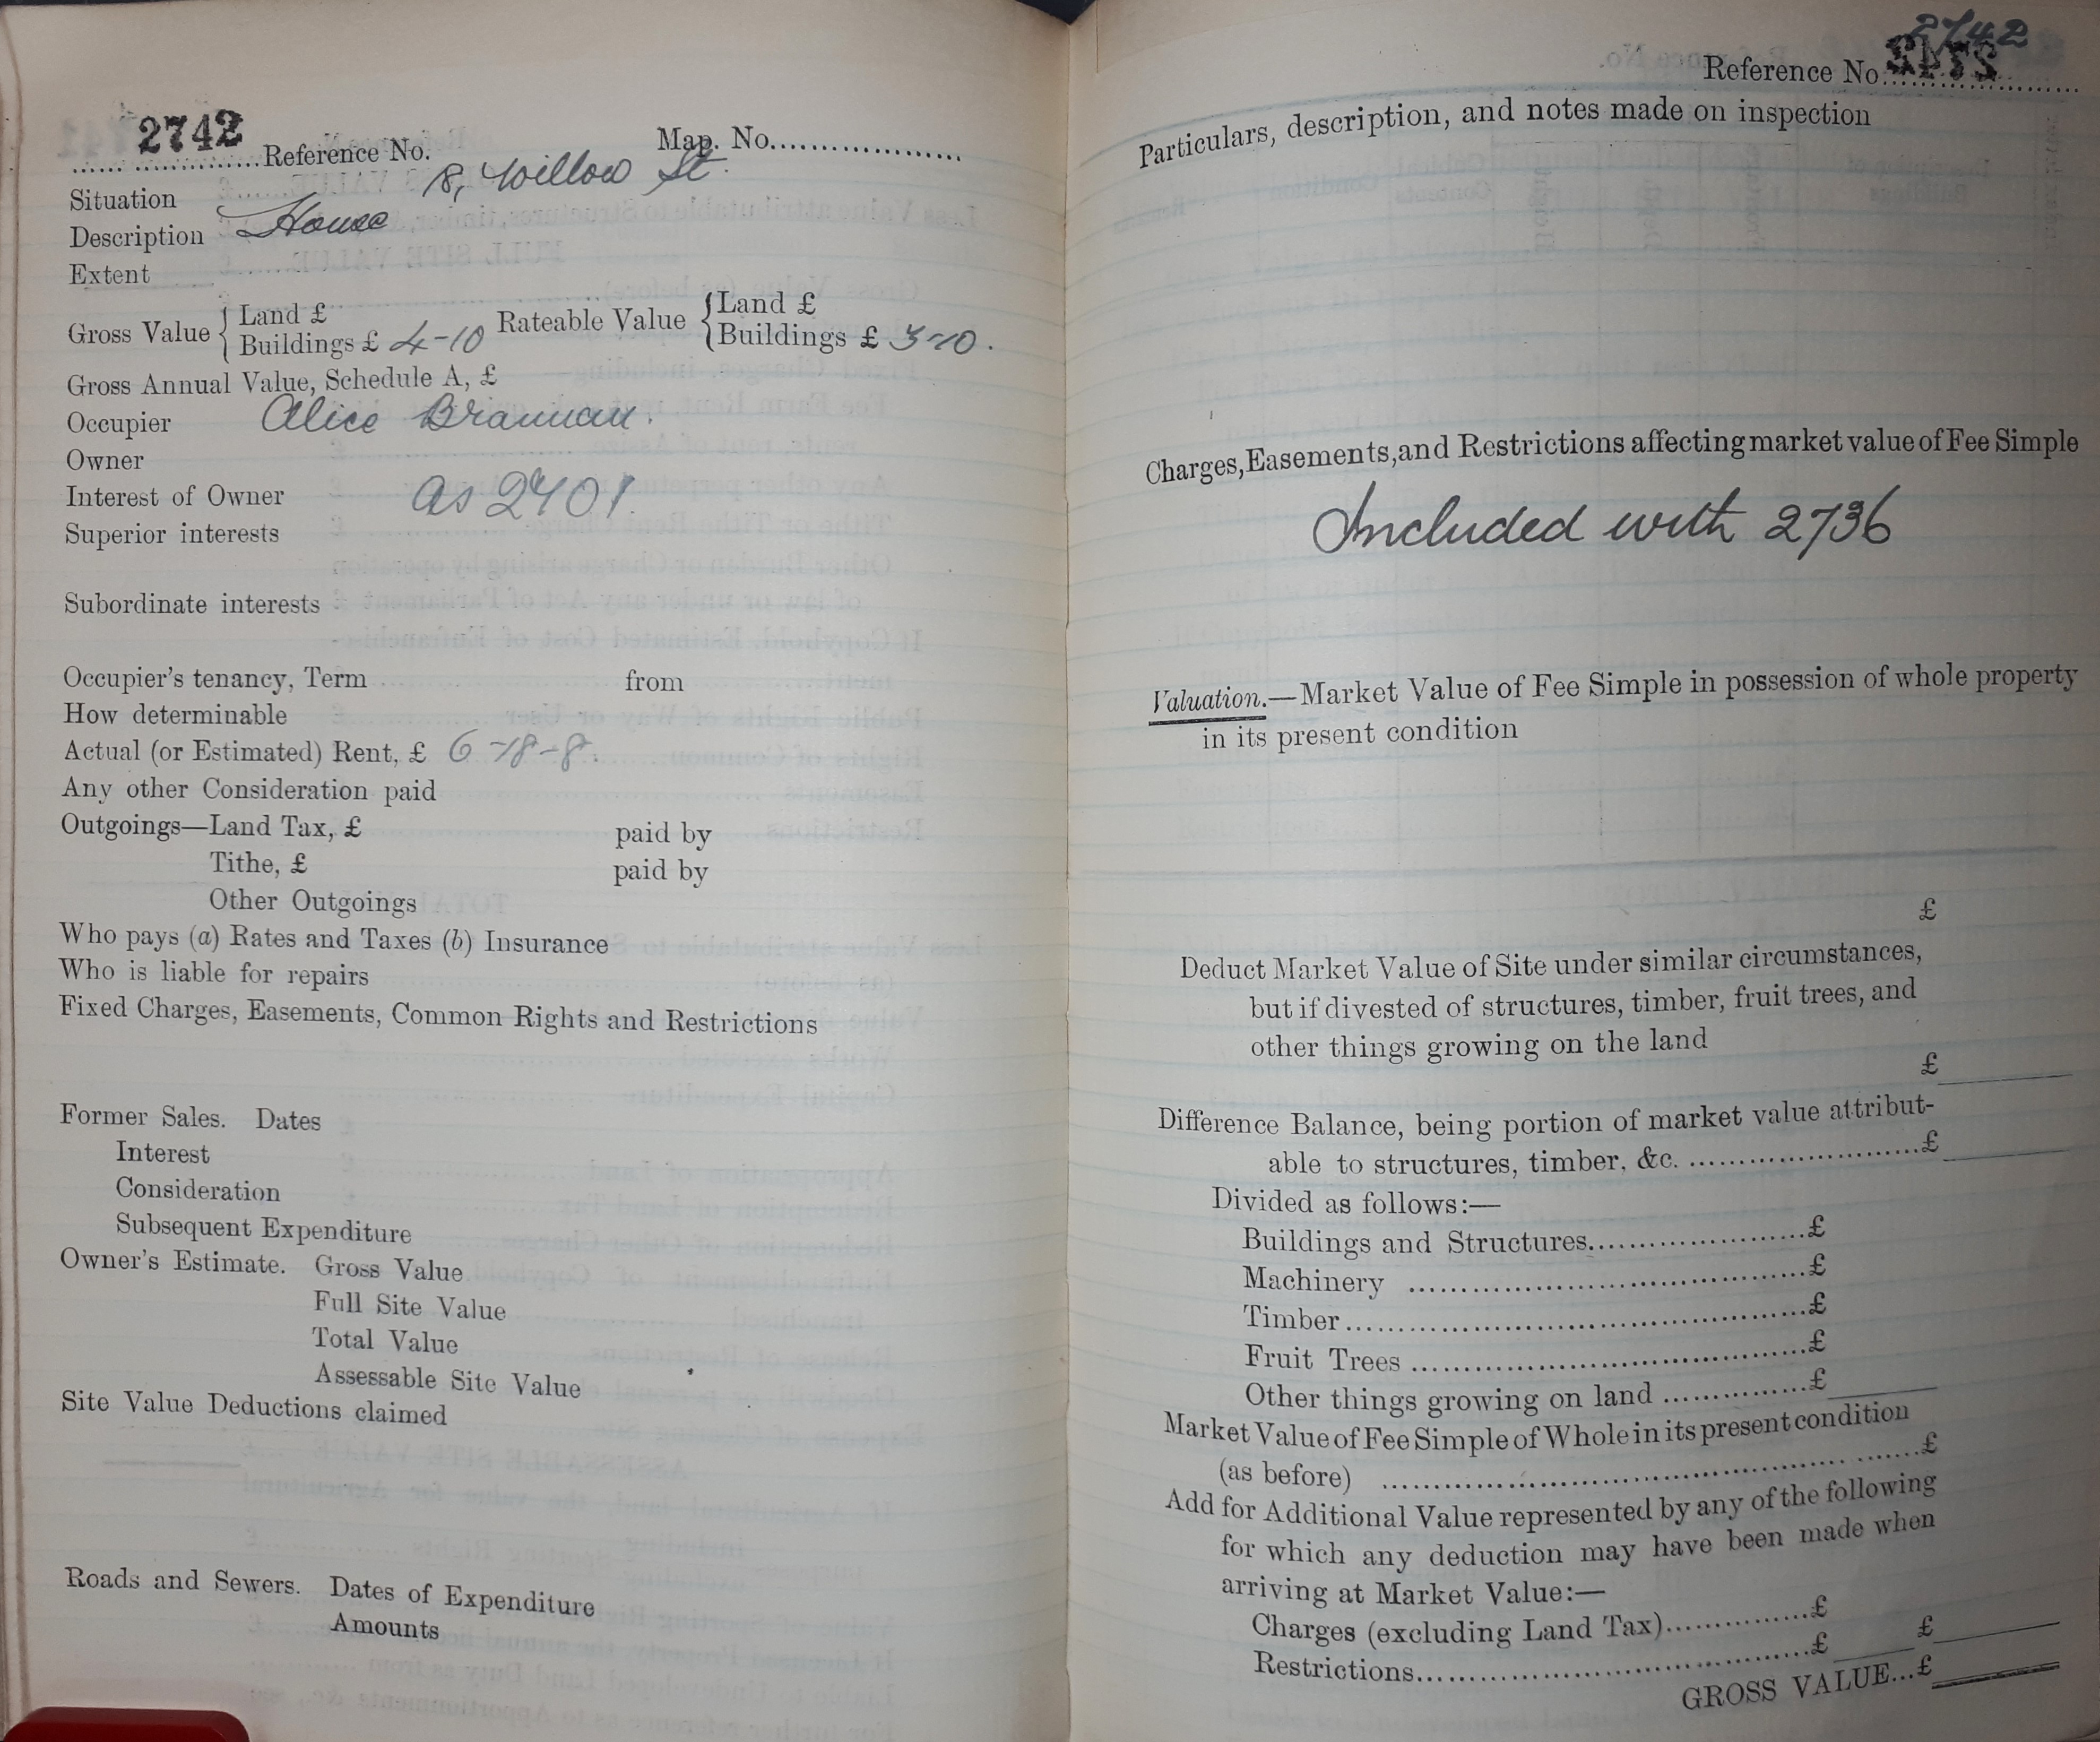 2742
Reference No. Map. No.
Situation 18, Willow St.
Description House
Extent
Gross Value { Land £ Rateable Value { Land £
Buildings £ 4-10 Buildings £ 3-10.
Gross Annual Value, Schedule A, £
Occupier Alice Brannan.
Owner
Interest of Owner as 2701.
Superior interests
Subordinate interests
Occupier's tenancy, Term from
How determinable
Actual (or Estimated) Rent, £ 6-18-8.
Any other Consideration paid
Outgoings—Land Tax, £ paid by
Tithe, £ paid by
Other Outgoings
Who pays (a) Rates and Taxes (b) Insurance
Who is liable for repairs
Fixed Charges, Easements, Common Rights and Restrictions
Former Sales. Dates
Interest
Consideration
Subsequent Expenditure
Owner's Estimate. Gross Value
Full Site Value
Total Value
Assessable Site Value
Site Value Deductions claimed
Roads and Sewers. Dates of Expenditure
Amounts
2742
Reference No.
Particulars, description, and notes made on inspection
Charges, Easements, and Restrictions affecting market value of Fee Simple
Included with 2736
Valuation.—Market Value of Fee Simple in possession of whole property
in its present condition
£
Deduct Market Value of Site under similar circumstances,
but if divested of structures, timber, fruit trees, and
other things growing on the land
£
Difference Balance, being portion of market value attribut-
able to structures, timber, &c. £
Divided as follows:—
Buildings and Structures £
Machinery £
Timber £
Fruit Trees £
Other things growing on land £
Market Value of Fee Simple of Whole in its present condition
(as before) £
Add for Additional Value represented by any of the following
for which any deduction may have been made when
arriving at Market Value:—
Charges (excluding Land Tax) £
Restrictions £ £
GROSS VALUE...£